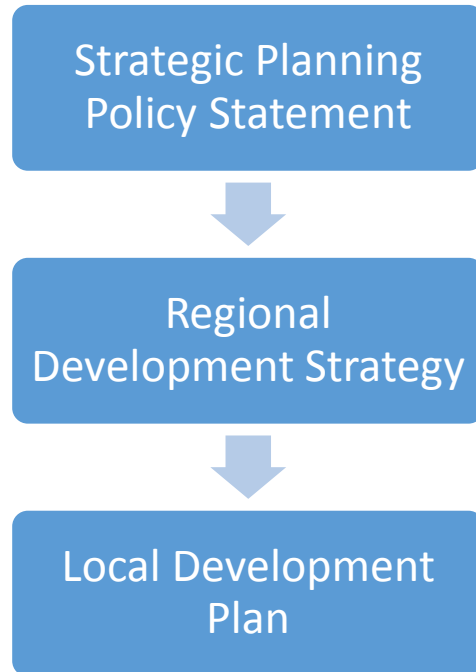 Strategic Planning
Policy Statement
Regional
Development Strategy
Local Development
Plan